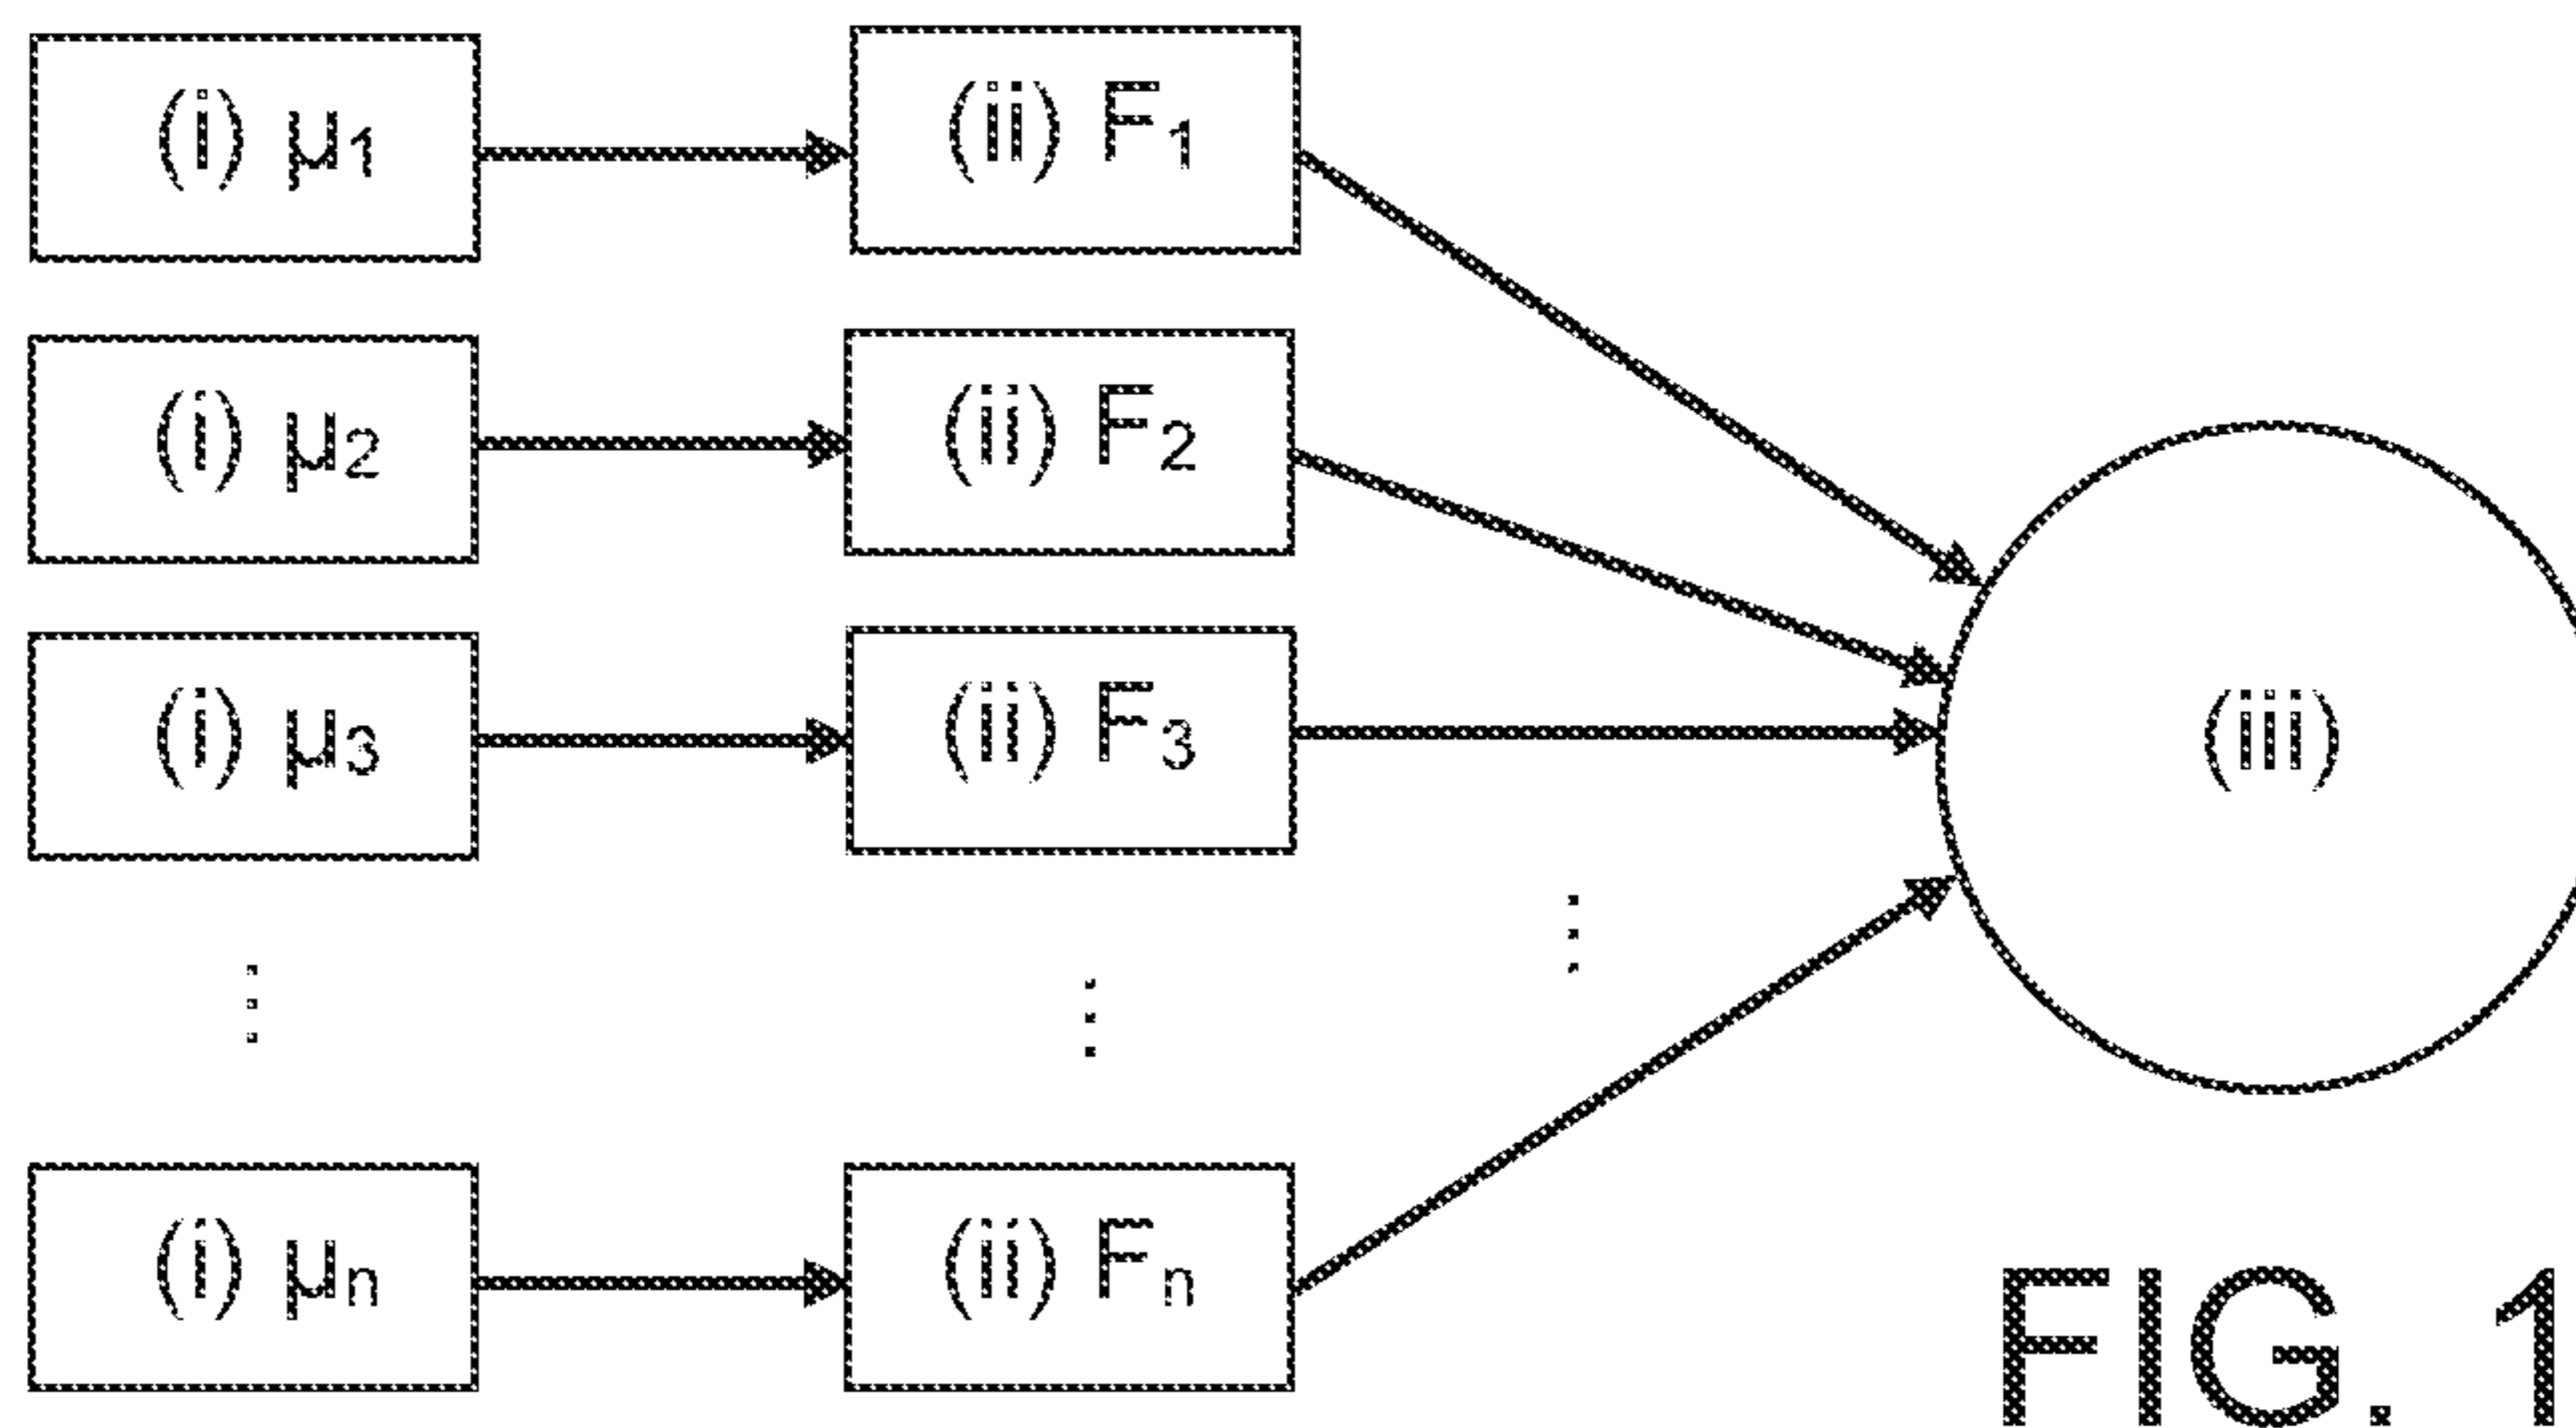 (i) μ1
(ii) F1
(i) μ2
(ii) F2
(i) μ3
(ii) F3
(iii)
(i) μn
(ii) Fn
FIG. 1